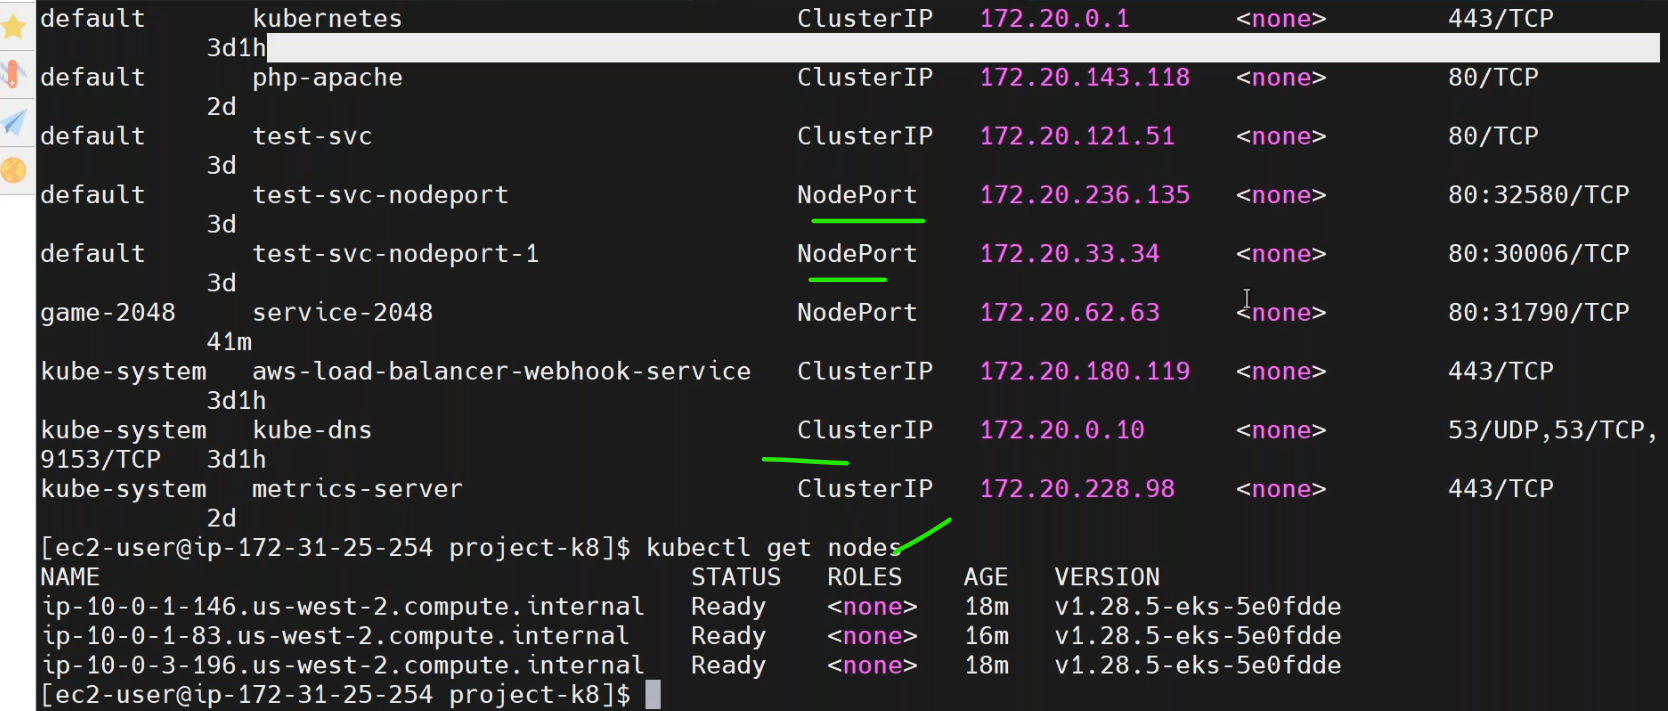 default       kubernetes                          ClusterIP   172.20.0.1       <none>        443/TCP
           3d1h
default       php-apache                          ClusterIP   172.20.143.118   <none>        80/TCP
           2d
default       test-svc                            ClusterIP   172.20.121.51    <none>        80/TCP
           3d
default       test-svc-nodeport                   NodePort    172.20.236.135   <none>        80:32580/TCP
           3d
default       test-svc-nodeport-1                 NodePort    172.20.33.34     <none>        80:30006/TCP
           3d
game-2048     service-2048                        NodePort    172.20.62.63     <none>        80:31790/TCP
           41m
kube-system   aws-load-balancer-webhook-service   ClusterIP   172.20.180.119   <none>        443/TCP
           3d1h
kube-system   kube-dns                            ClusterIP   172.20.0.10      <none>        53/UDP,53/TCP,
9153/TCP   3d1h
kube-system   metrics-server                      ClusterIP   172.20.228.98    <none>        443/TCP
           2d
[ec2-user@ip-172-31-25-254 project-k8]$ kubectl get nodes
NAME                                       STATUS   ROLES    AGE   VERSION
ip-10-0-1-146.us-west-2.compute.internal   Ready    <none>   18m   v1.28.5-eks-5e0fdde
ip-10-0-1-83.us-west-2.compute.internal    Ready    <none>   16m   v1.28.5-eks-5e0fdde
ip-10-0-3-196.us-west-2.compute.internal   Ready    <none>   18m   v1.28.5-eks-5e0fdde
[ec2-user@ip-172-31-25-254 project-k8]$